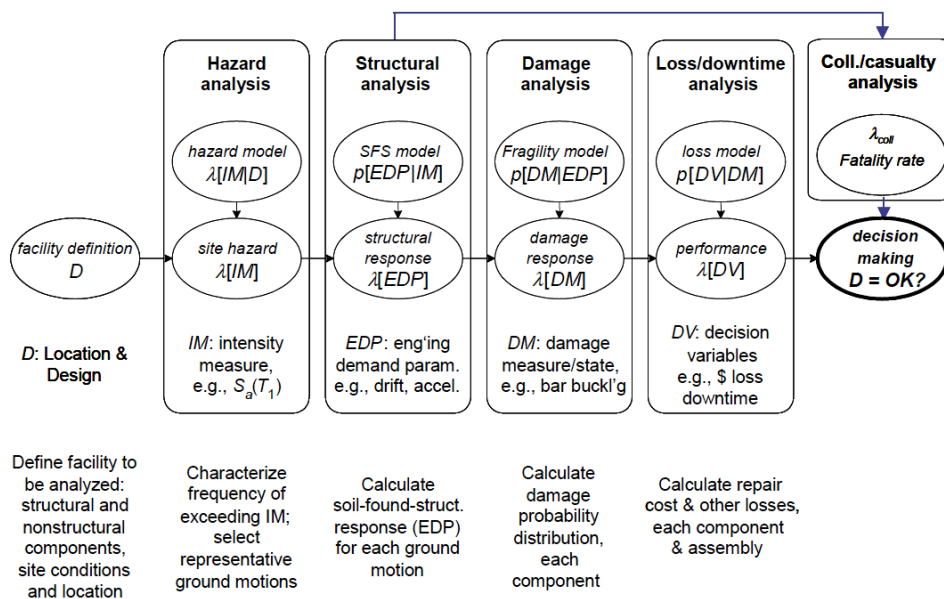 Hazard
analysis
Structural
analysis
Damage
analysis
Loss/downtime
analysis
Coll./casualty
analysis
hazard model
λ[IM|D]
SFS model
p[EDP|IM]
Fragility model
p[DM|EDP]
loss model
p[DV|DM]
λcoll
Fatality rate
facility definition
D
site hazard
λ[IM]
structural
response
λ[EDP]
damage
response
λ[DM]
performance
λ[DV]
decision
making
D = OK?
D: Location &
Design
IM: intensity
measure,
e.g., Sa(T1)
EDP: eng'ing
demand param.
e.g., drift, accel.
DM: damage
measure/state,
e.g., bar buckl'g
DV: decision
variables
e.g., $ loss
downtime
Define facility to
be analyzed:
structural and
nonstructural
components,
site conditions
and location
Characterize
frequency of
exceeding IM;
select
representative
ground motions
Calculate
soil-found-struct.
response (EDP)
for each ground
motion
Calculate
damage
probability
distribution,
each
component
Calculate repair
cost & other losses,
each component
& assembly